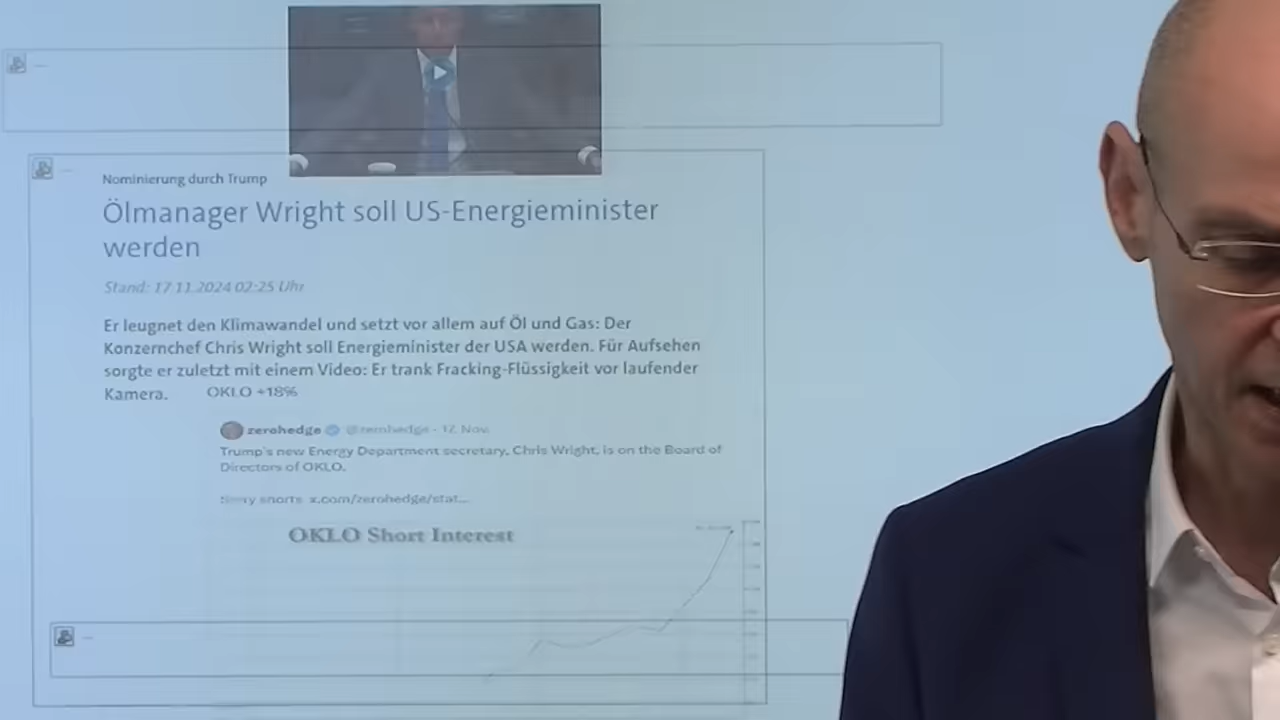 Nominierung durch Trump
Ölmanager Wright soll US-Energieminister
werden
Stand: 17.11.2024 02:25 Uhr
Er leugnet den Klimawandel und setzt vor allem auf Öl und Gas: Der
Konzernchef Chris Wright soll Energieminister der USA werden. Für Aufsehen
sorgte er zuletzt mit einem Video: Er trank Fracking-Flüssigkeit vor laufender
Kamera. OKLO +18%
zerohedge @zerohedge · 17. Nov.
Trump's new Energy Department secretary, Chris Wright, is on the Board of
Directors of OKLO.
shorts x.com/zerohedge/stat...
OKLO Short Interest